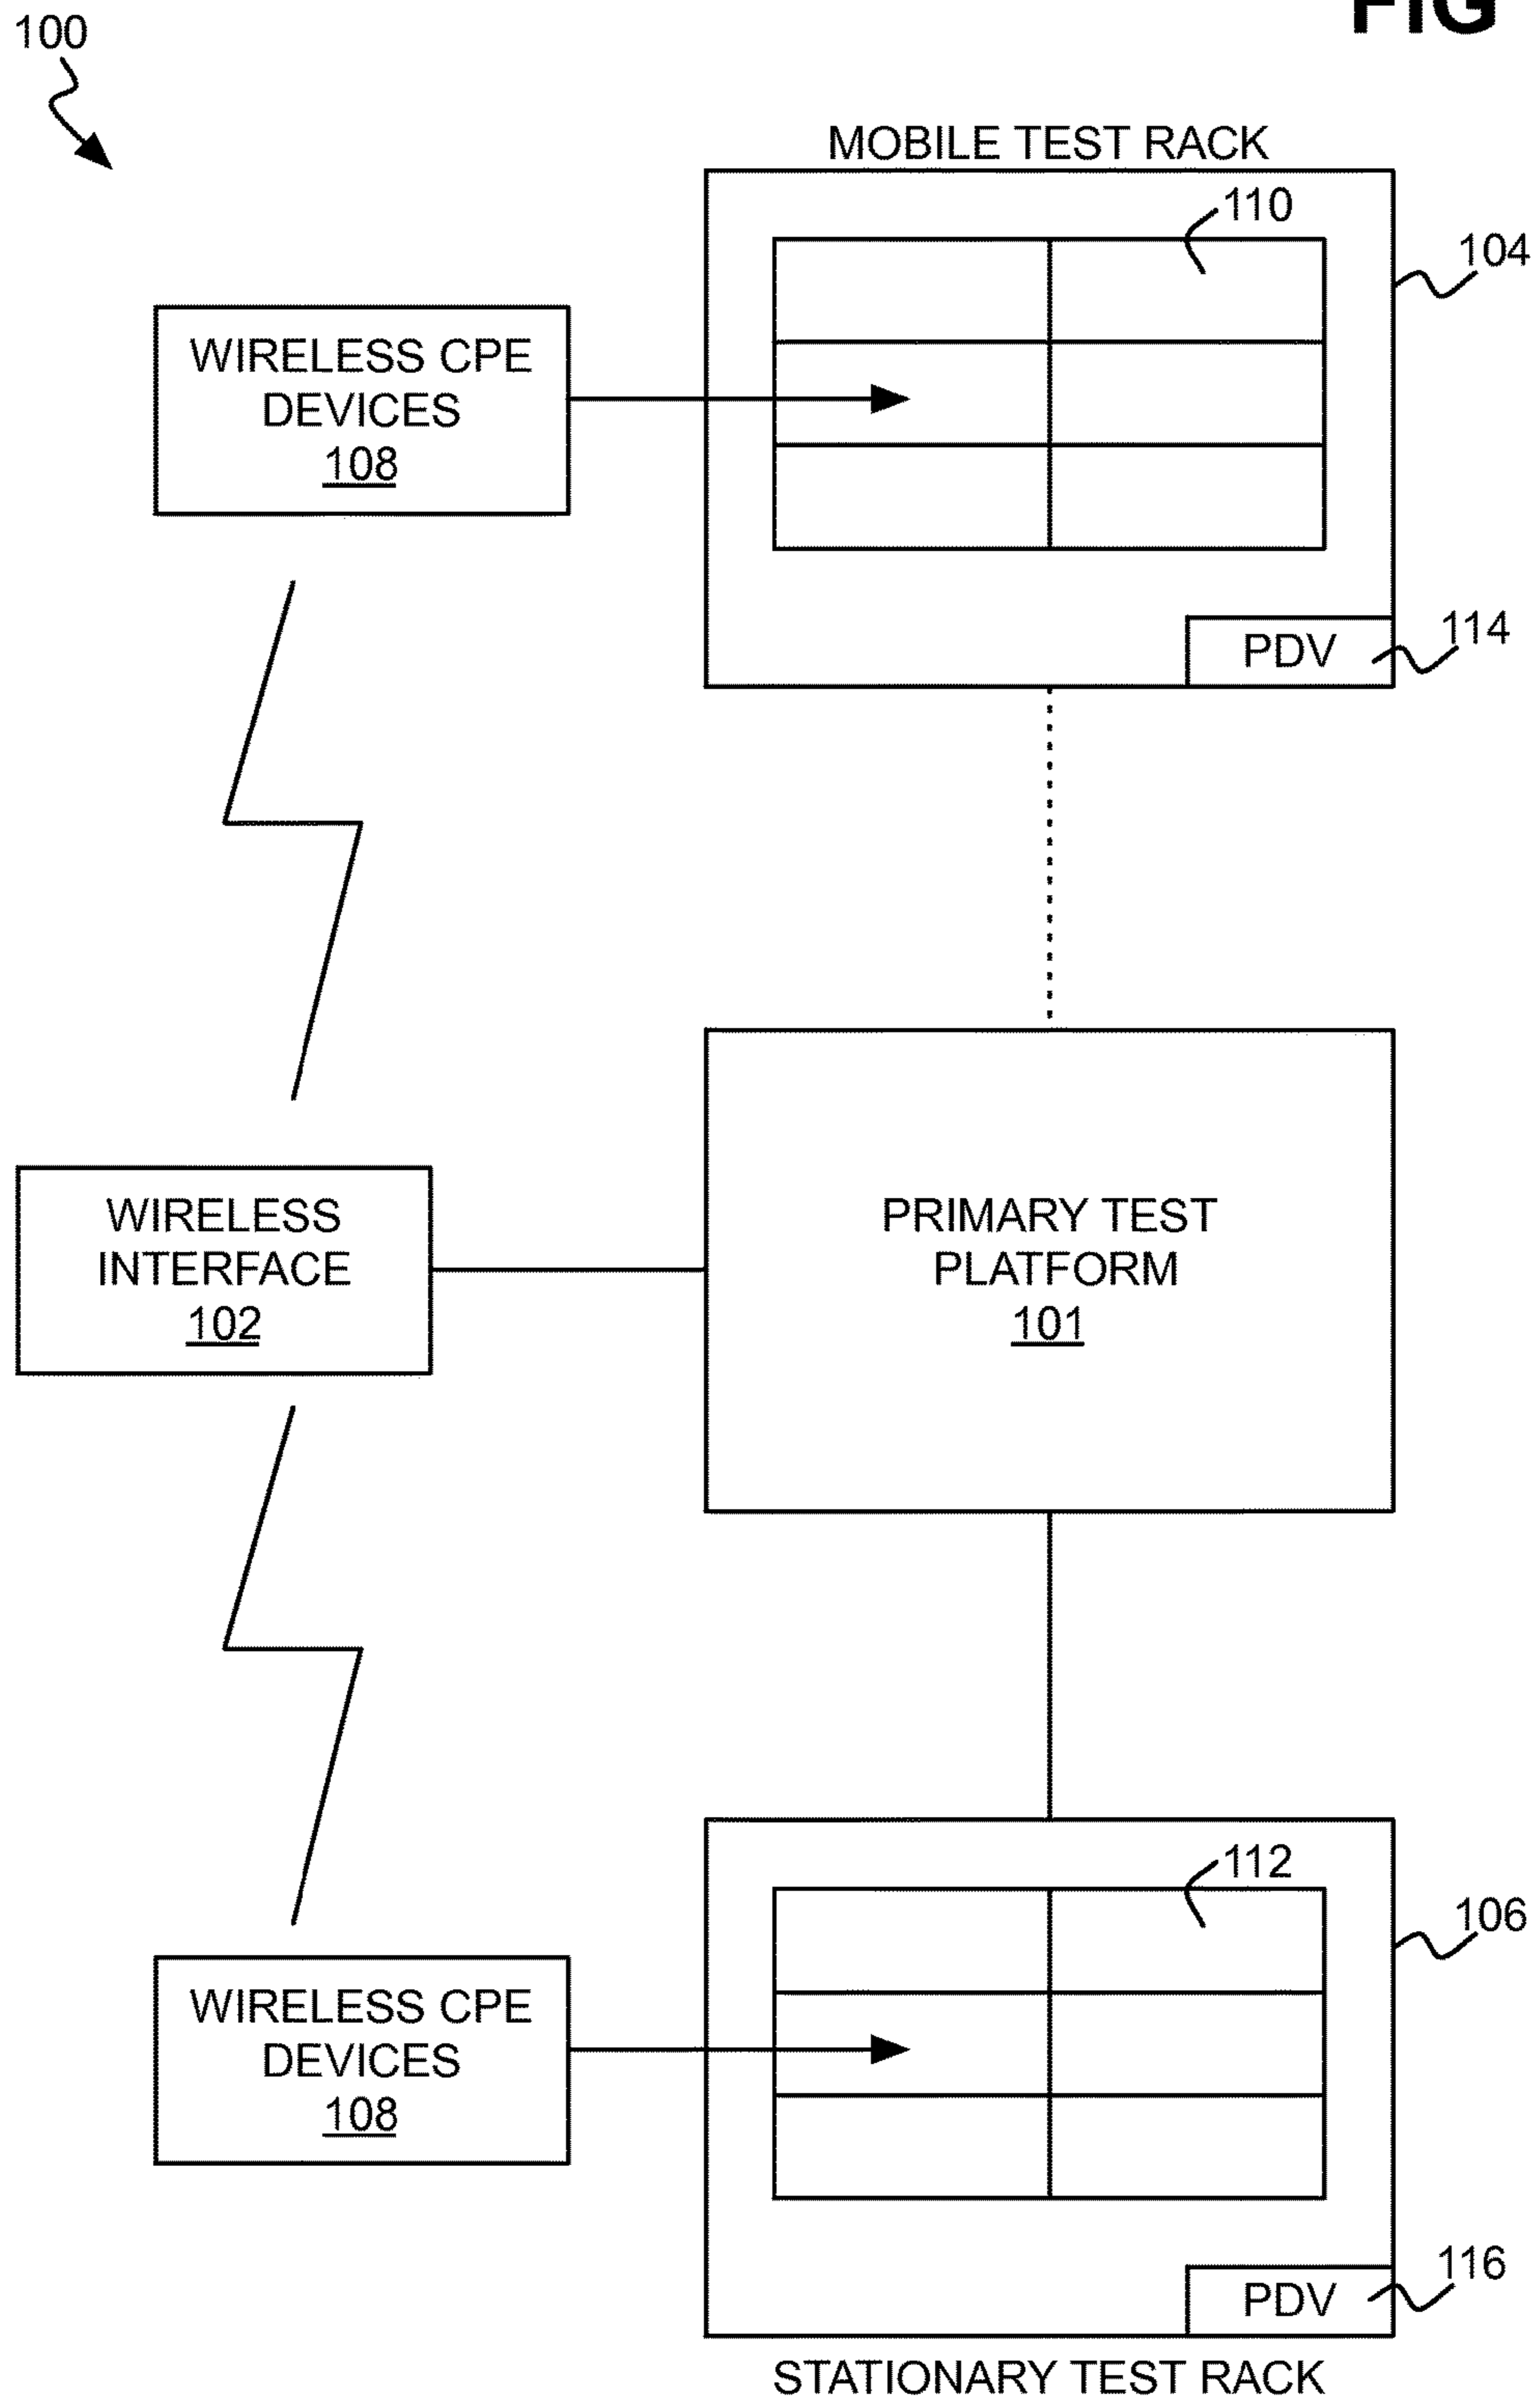 FIG
100
MOBILE TEST RACK
110
104
WIRELESS CPE
DEVICES
108
PDV
114
WIRELESS
INTERFACE
102
PRIMARY TEST
PLATFORM
101
112
106
WIRELESS CPE
DEVICES
108
PDV
116
STATIONARY TEST RACK